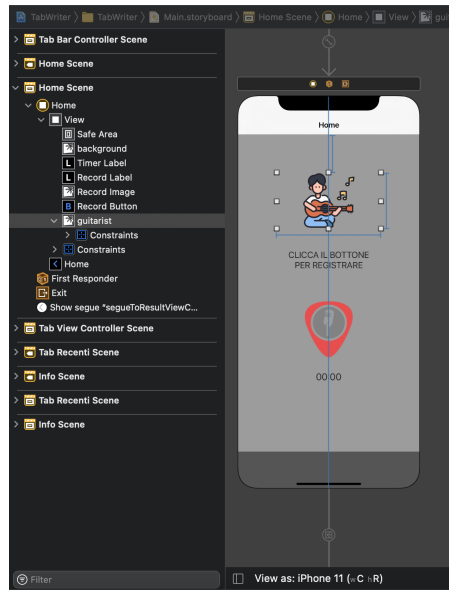 TabWriter 〉 TabWriter 〉 Main.storyboard 〉 Home Scene 〉 Home 〉 View 〉 gui
Tab Bar Controller Scene
Home Scene
Home Scene
Home
View
Safe Area
background
L Timer Label
L Record Label
Record Image
B Record Button
guitarist
Constraints
Constraints
Home
First Responder
Exit
Show segue "segueToResultViewC...
Tab View Controller Scene
Tab Recenti Scene
Info Scene
Tab Recenti Scene
Info Scene
Filter
Home
CLICCA IL BOTTONE
PER REGISTRARE
00:00
View as: iPhone 11 (wC hR)